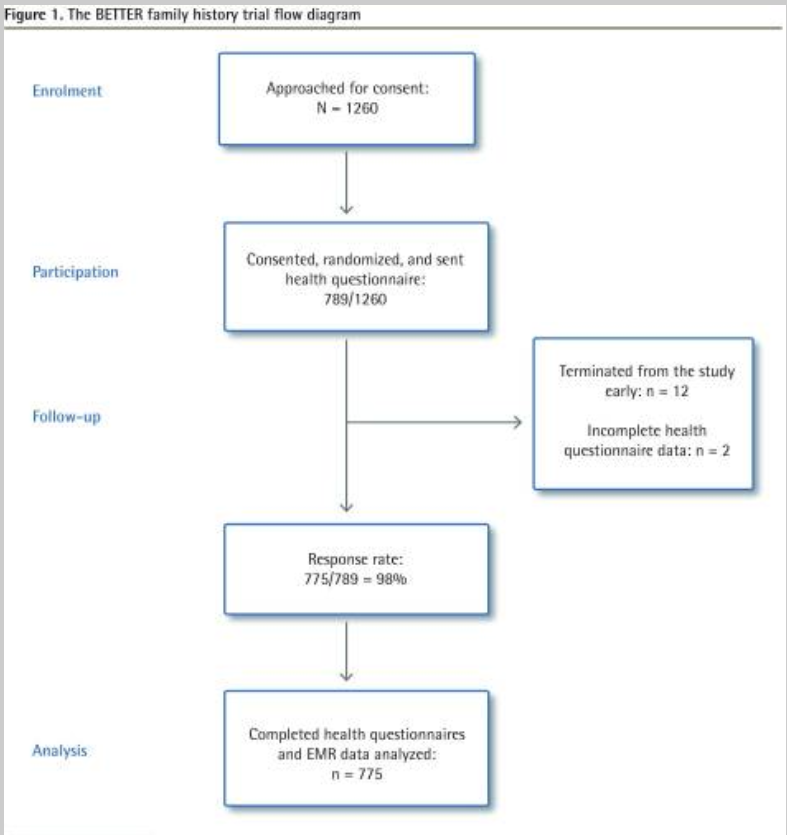 Figure 1. The BETTER family history trial flow diagram
Enrolment
Approached for consent:
N = 1260
Participation
Consented, randomized, and sent
health questionnaire:
789/1260
Follow-up
Terminated from the study
early: n = 12
Incomplete health
questionnaire data: n = 2
Response rate:
775/789 = 98%
Analysis
Completed health questionnaires
and EMR data analyzed:
n = 775